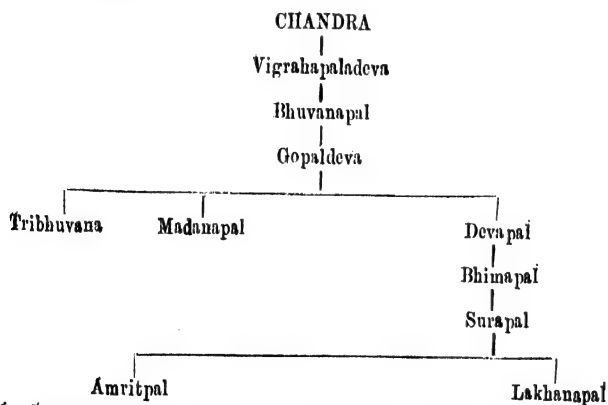 CHANDRA
Vigrahapaladeva
Bhuvanapal
Gopaldeva
Tribhuvana Madanapal Devapal
Bhimapal
Surapal
Amritpal Lakhanapal